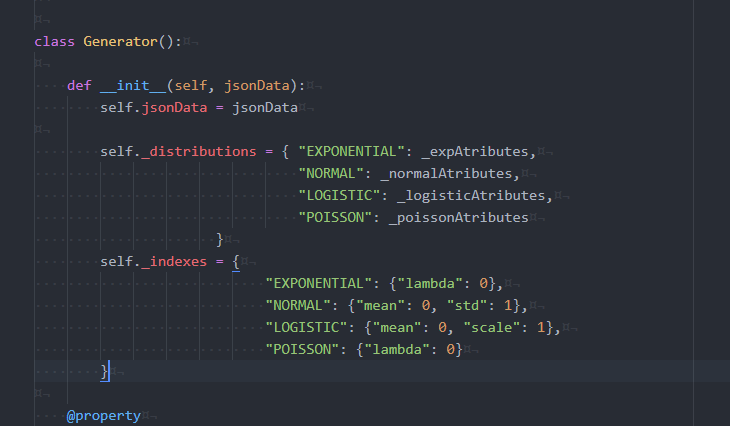 class Generator():
def __init__(self, jsonData):
self.jsonData = jsonData
self._distributions = { "EXPONENTIAL": _expAtributes,
"NORMAL": _normalAtributes,
"LOGISTIC": _logisticAtributes,
"POISSON": _poissonAtributes
}
self._indexes = {
"EXPONENTIAL": {"lambda": 0},
"NORMAL": {"mean": 0, "std": 1},
"LOGISTIC": {"mean": 0, "scale": 1},
"POISSON": {"lambda": 0}
}
@property